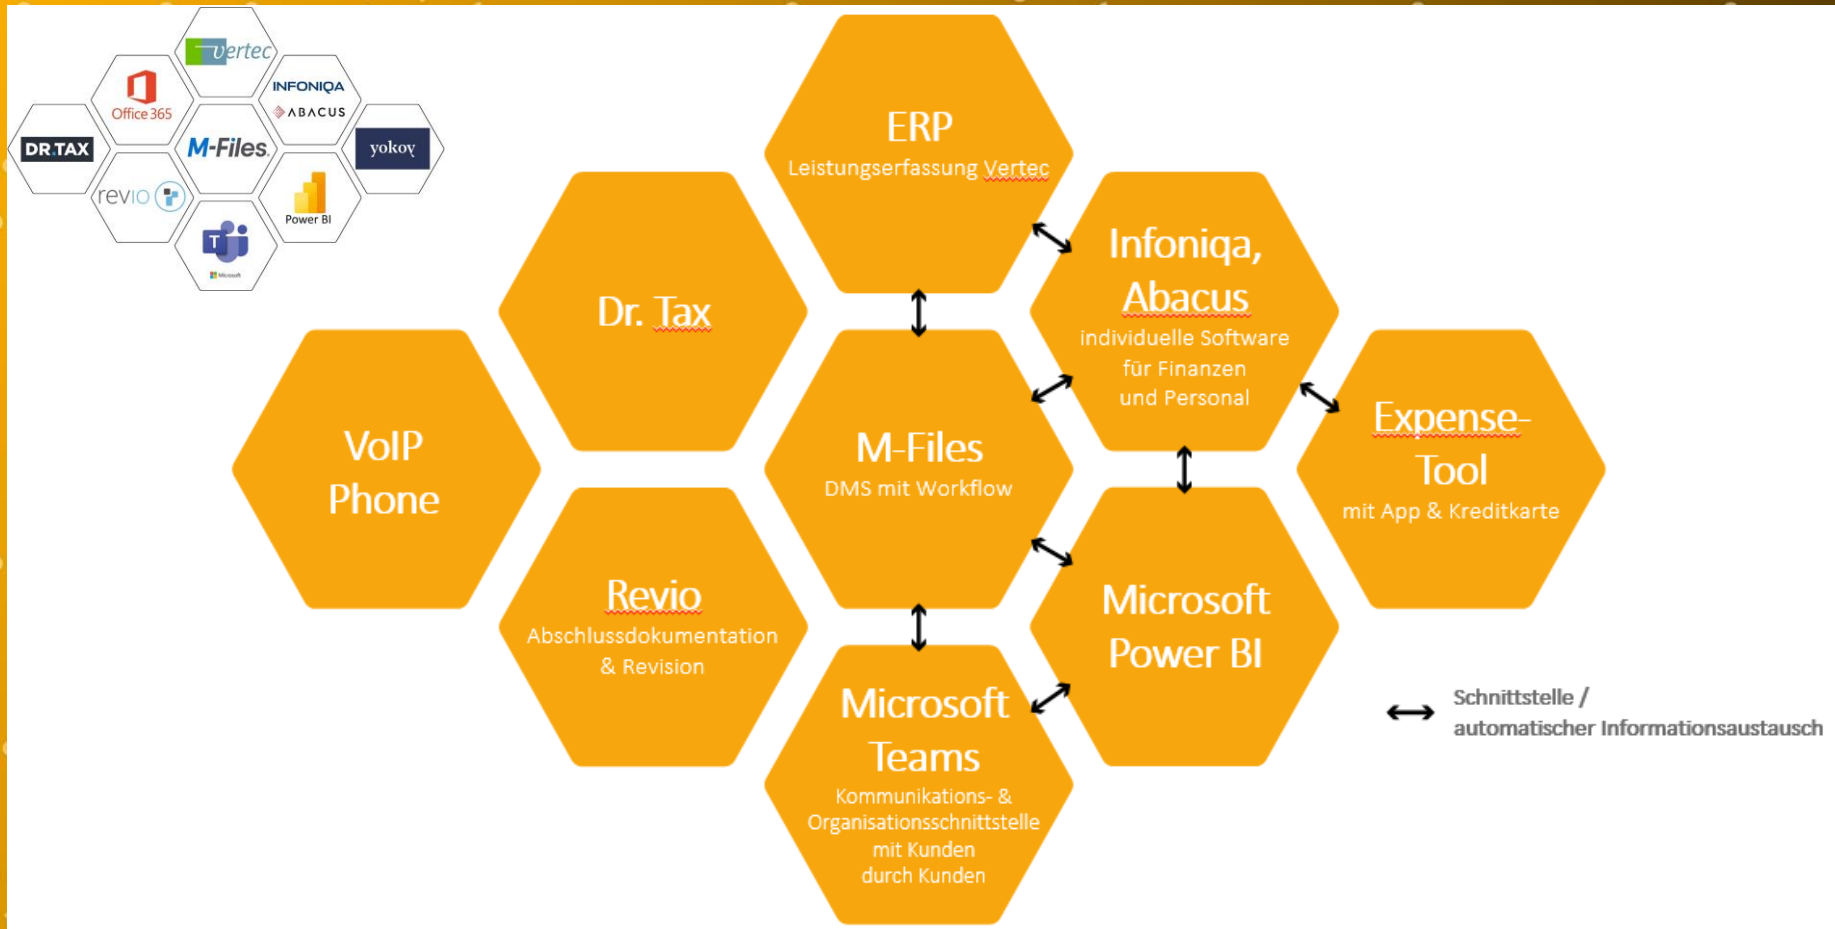 vertec
Office 365
INFONIQA
ABACUS
DR.TAX
M-Files
yokoy
revio
Power BI
T
Microsoft
ERP
Leistungserfassung Vertec
Dr. Tax
Infoniqa,
Abacus
individuelle Software
für Finanzen
und Personal
VoIP
Phone
M-Files
DMS mit Workflow
Expense-
Tool
mit App & Kreditkarte
Revio
Abschlussdokumentation
& Revision
Microsoft
Power BI
Microsoft
Teams
Kommunikations- &
Organisationsschnittstelle
mit Kunden
durch Kunden
Schnittstelle /
automatischer Informationsaustausch